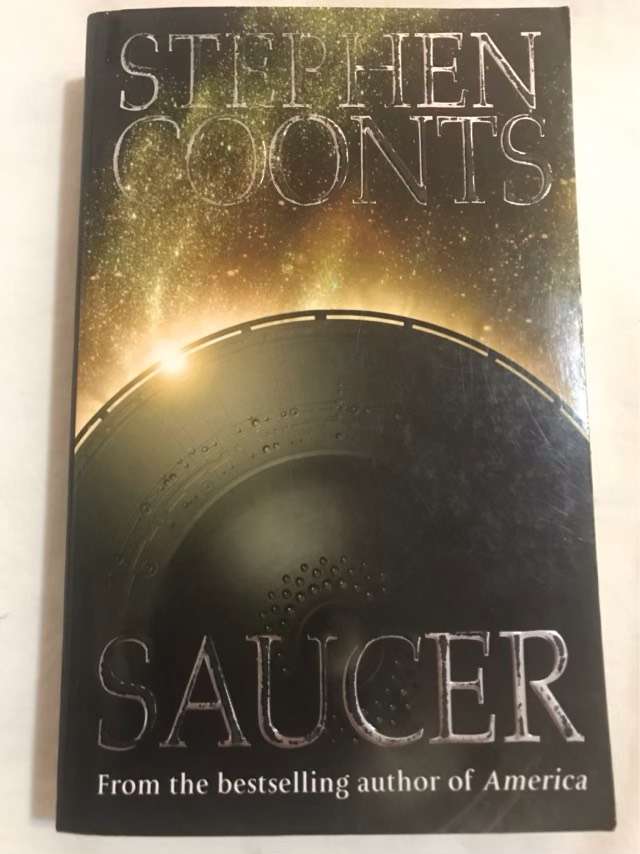 STEPHEN
COONTS
SAUCER
From the bestselling author of America